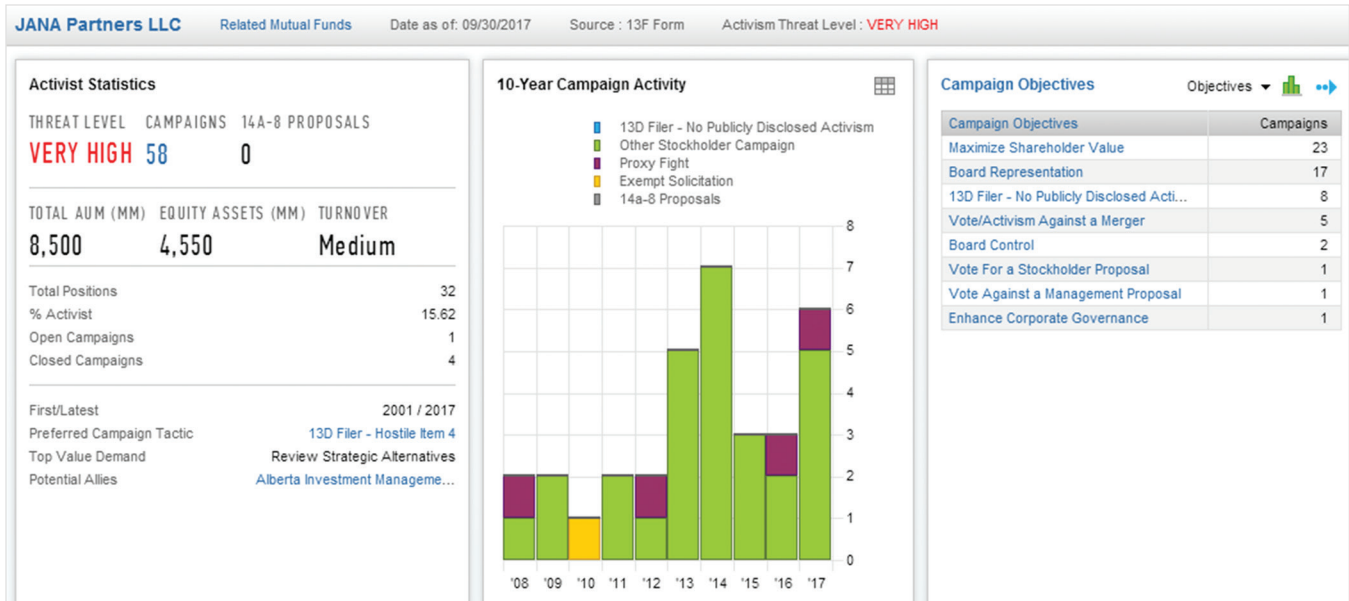 JANA Partners LLC Related Mutual Funds Date as of: 09/30/2017 Source : 13F Form Activism Threat Level : VERY HIGH
Activist Statistics
THREAT LEVEL CAMPAIGNS 14A-8 PROPOSALS
VERY HIGH 58 0
TOTAL AUM (MM) EQUITY ASSETS (MM) TURNOVER
8,500 4,550 Medium
Total Positions 32
% Activist 15.62
Open Campaigns 1
Closed Campaigns 4
First/Latest 2001 / 2017
Preferred Campaign Tactic 13D Filer - Hostile Item 4
Top Value Demand Review Strategic Alternatives
Potential Allies Alberta Investment Manageme...
10-Year Campaign Activity
13D Filer - No Publicly Disclosed Activism
Other Stockholder Campaign
Proxy Fight
Exempt Solicitation
14a-8 Proposals
8
7
6
5
4
3
2
1
0
'08 '09 '10 '11 '12 '13 '14 '15 '16 '17
Campaign Objectives Objectives
Campaign Objectives Campaigns
Maximize Shareholder Value 23
Board Representation 17
13D Filer - No Publicly Disclosed Acti... 8
Vote/Activism Against a Merger 5
Board Control 2
Vote For a Stockholder Proposal 1
Vote Against a Management Proposal 1
Enhance Corporate Governance 1